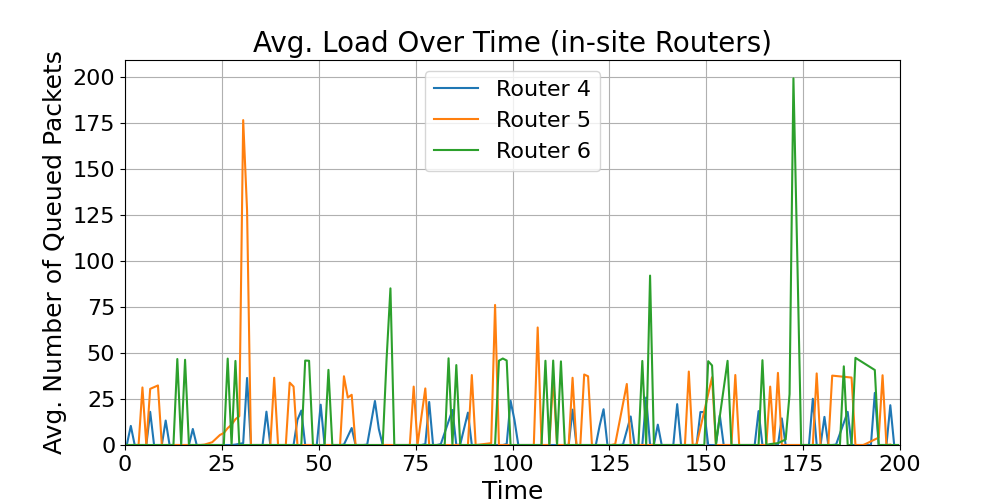 Avg. Load Over Time (in-site Routers)
Avg. Number of Queued Packets
200
175
150
125
100
75
50
25
0
Router 4
Router 5
Router 6
0 25 50 75 100 125 150 175 200
Time